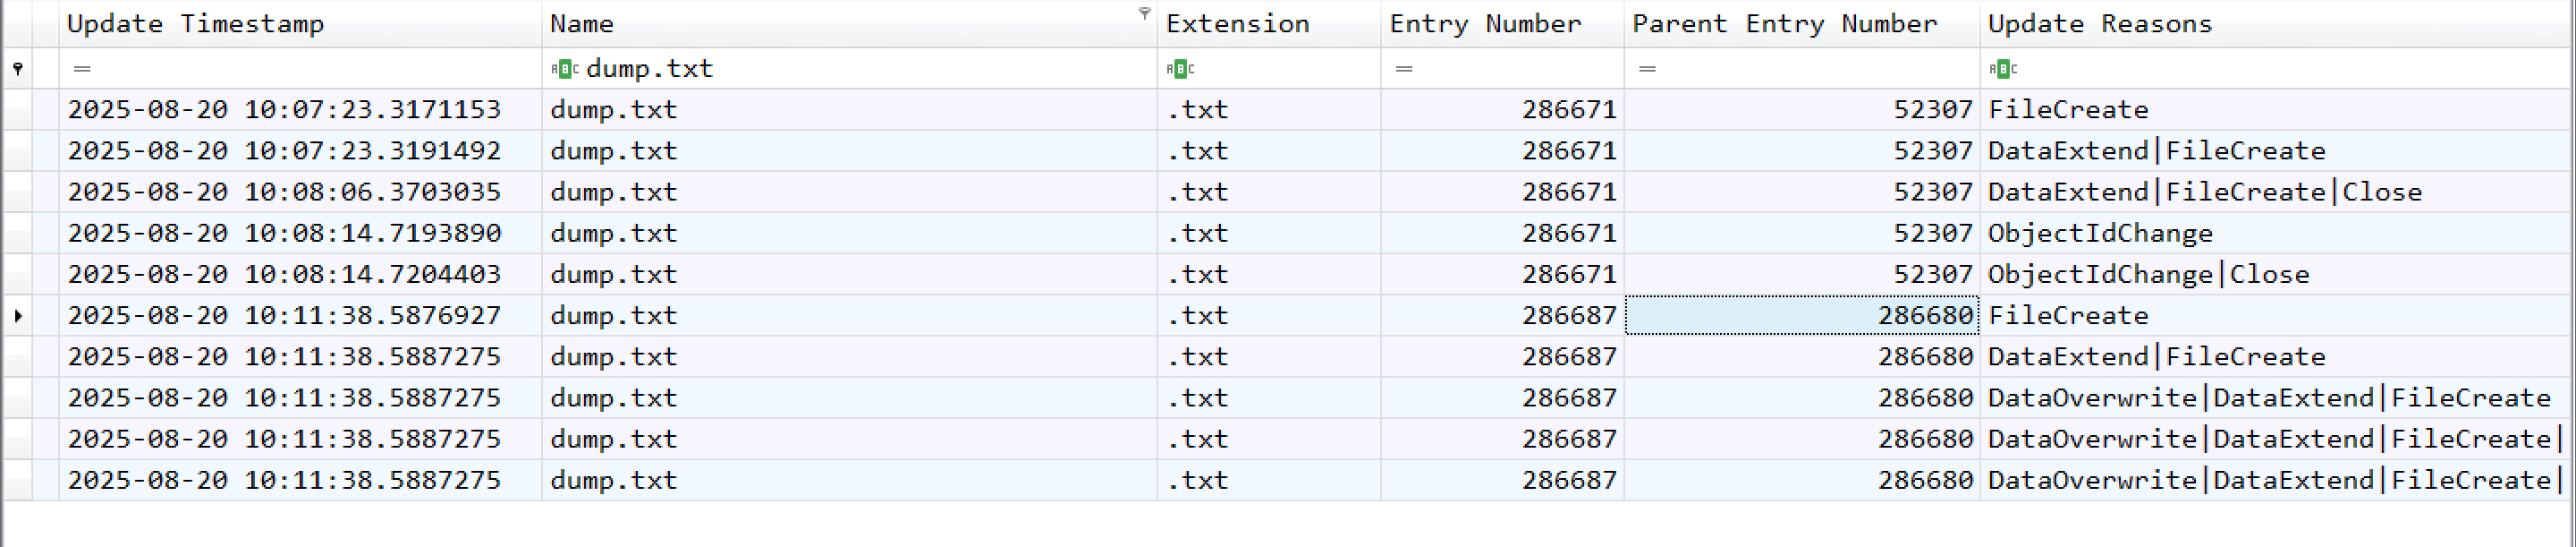 Update Timestamp Name Extension Entry Number Parent Entry Number Update Reasons
= ABC dump.txt ABC = = ABC
2025-08-20 10:07:23.3171153 dump.txt .txt 286671 52307 FileCreate
2025-08-20 10:07:23.3191492 dump.txt .txt 286671 52307 DataExtend|FileCreate
2025-08-20 10:08:06.3703035 dump.txt .txt 286671 52307 DataExtend|FileCreate|Close
2025-08-20 10:08:14.7193890 dump.txt .txt 286671 52307 ObjectIdChange
2025-08-20 10:08:14.7204403 dump.txt .txt 286671 52307 ObjectIdChange|Close
2025-08-20 10:11:38.5876927 dump.txt .txt 286687 286680 FileCreate
2025-08-20 10:11:38.5887275 dump.txt .txt 286687 286680 DataExtend|FileCreate
2025-08-20 10:11:38.5887275 dump.txt .txt 286687 286680 DataOverwrite|DataExtend|FileCreate
2025-08-20 10:11:38.5887275 dump.txt .txt 286687 286680 DataOverwrite|DataExtend|FileCreate|
2025-08-20 10:11:38.5887275 dump.txt .txt 286687 286680 DataOverwrite|DataExtend|FileCreate|